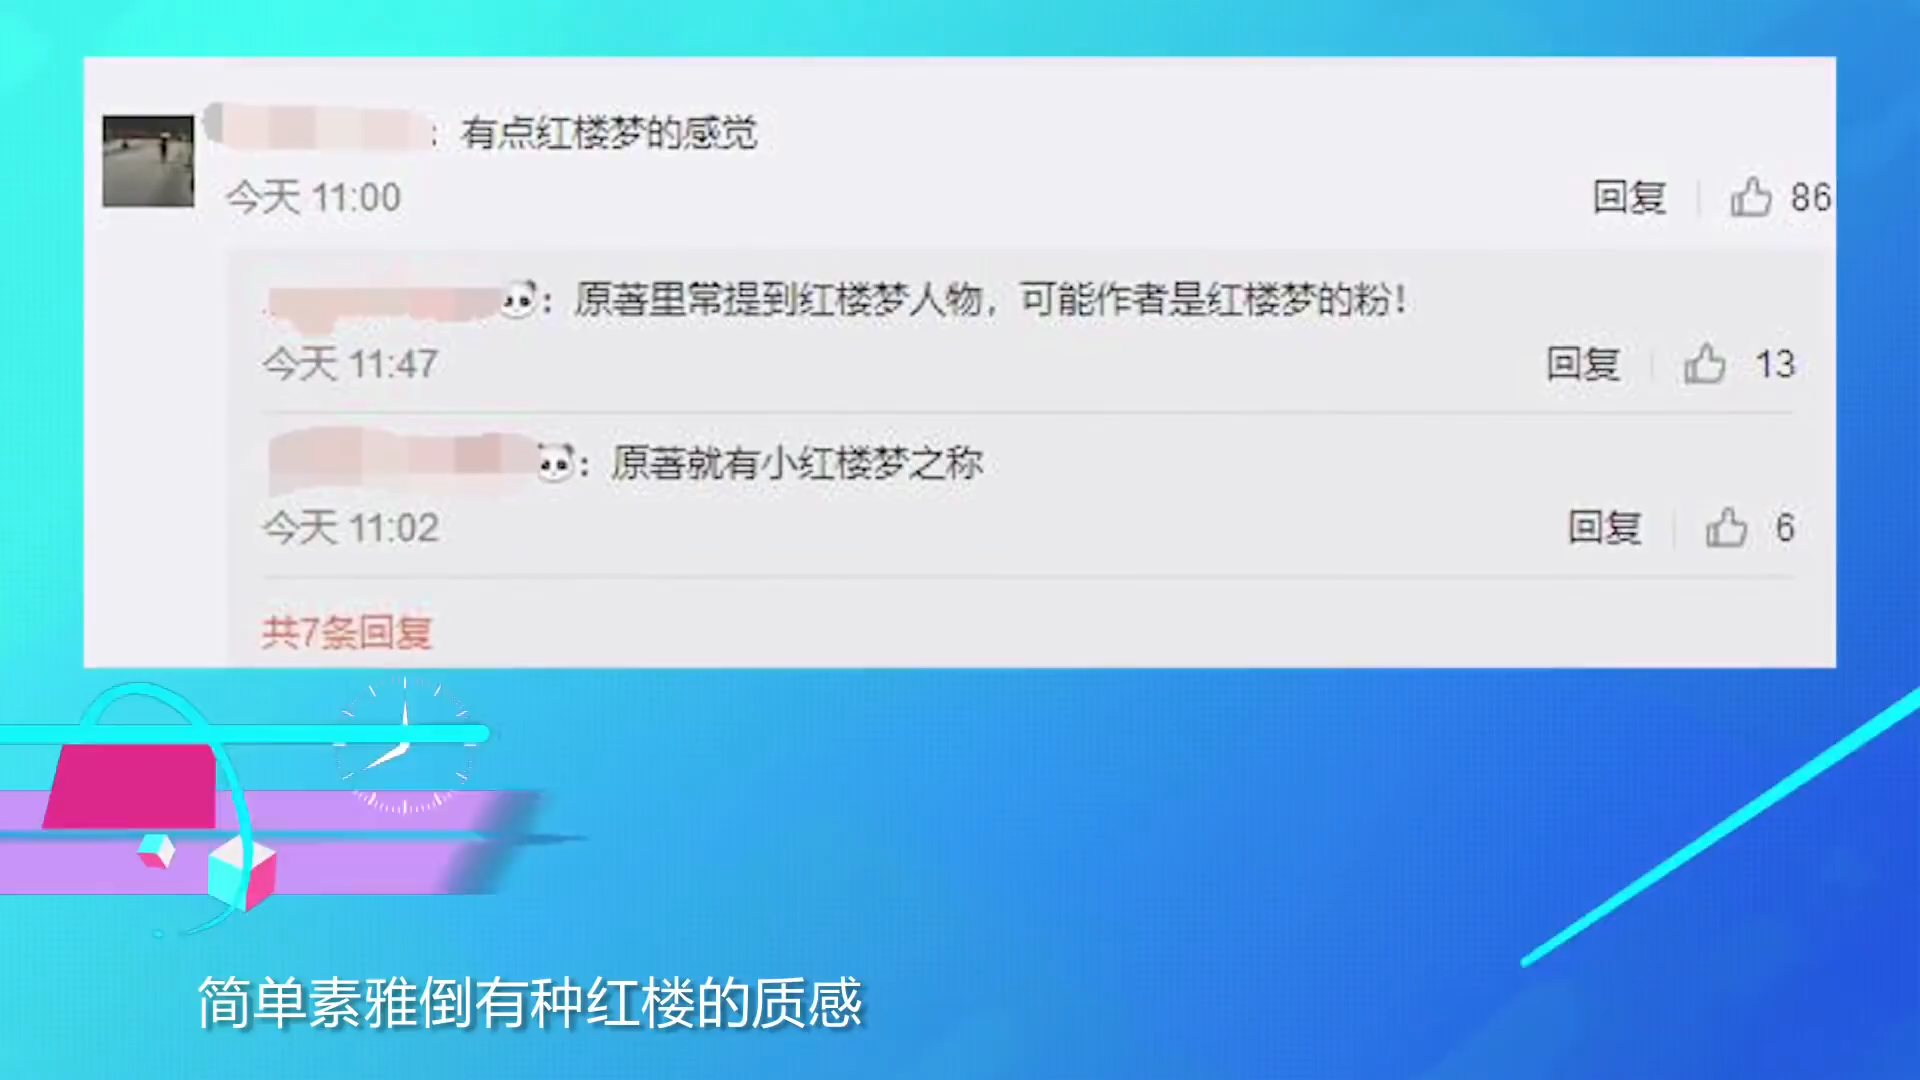 ：有点红楼梦的感觉
今天 11:00
回复 86
：原著里常提到红楼梦人物，可能作者是红楼梦的粉！
今天 11:47
回复 13
：原著就有小红楼梦之称
今天 11:02
回复 6
共7条回复
简单素雅倒有种红楼的质感